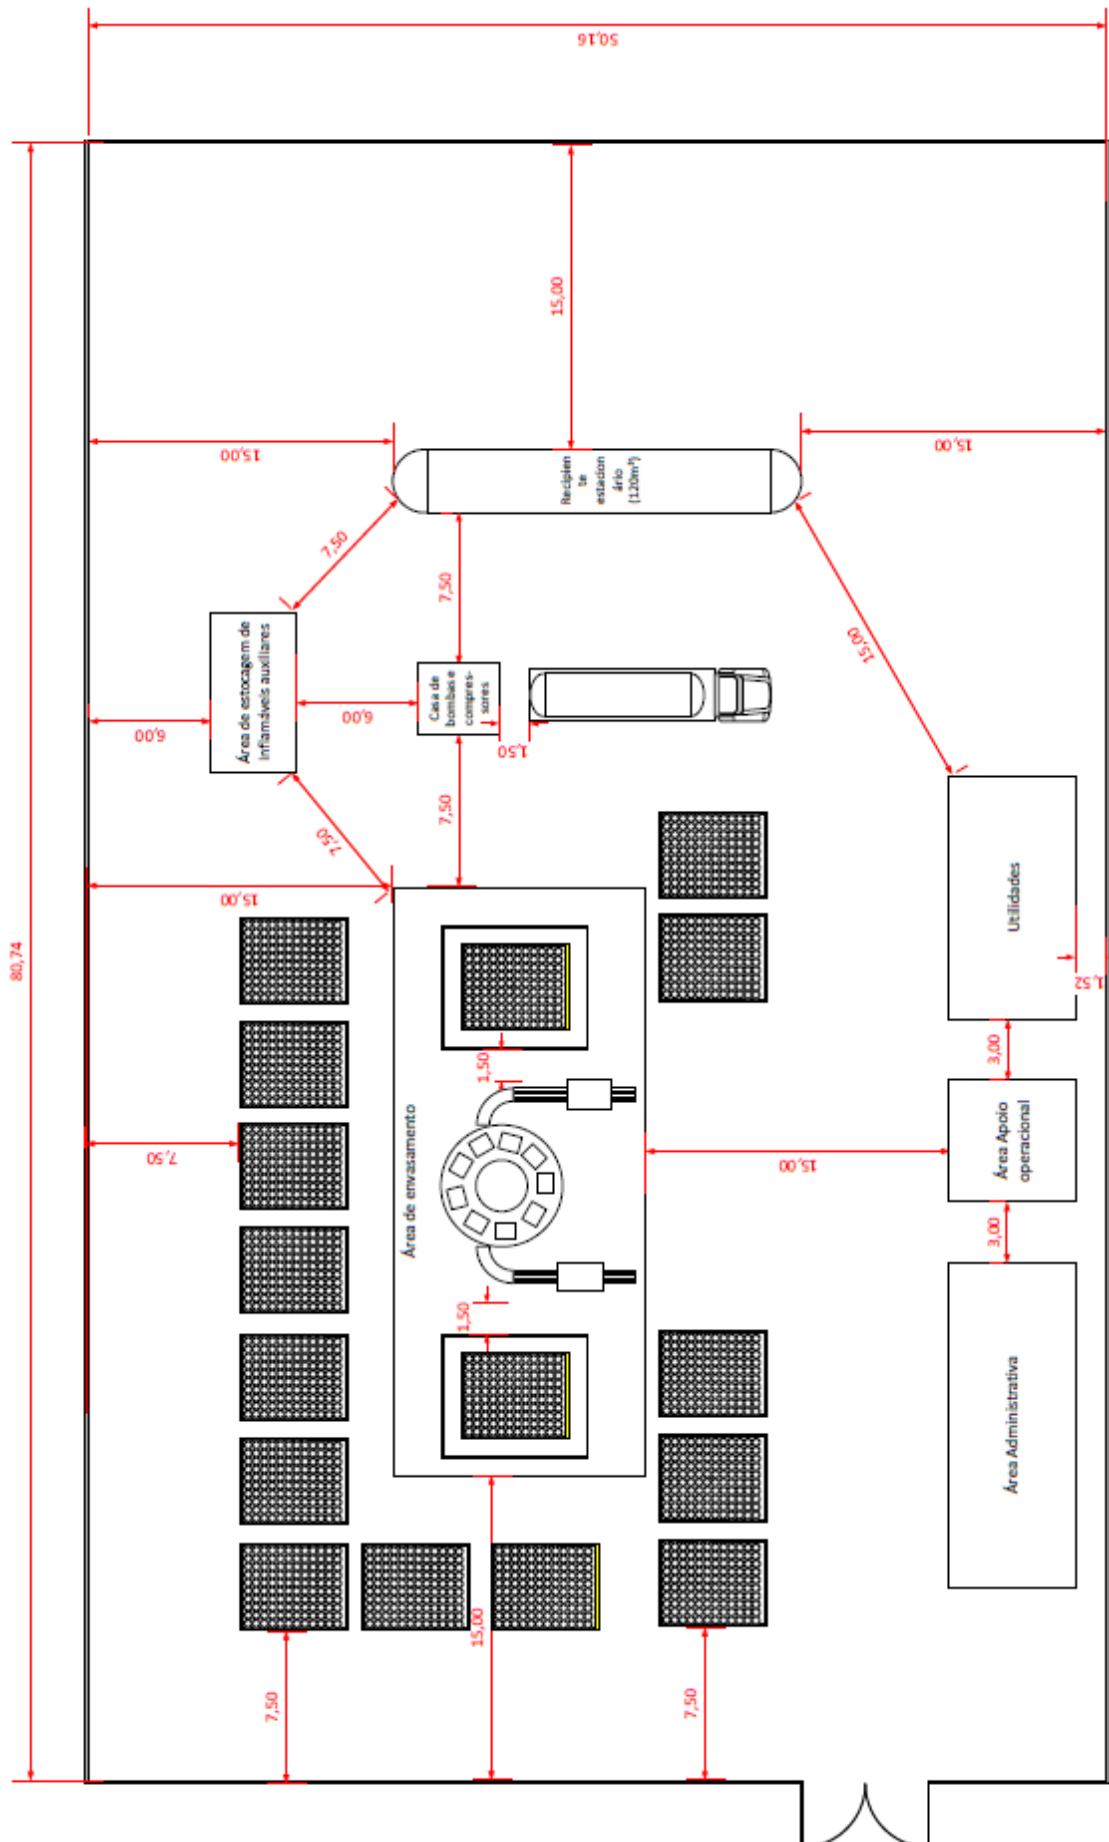 50,16
80,74
15,00
15,00
15,00
Recipien
te
estacion
ário
(120m³)
7,50
7,50
Área de estocagem de
inflamáveis auxiliares
6,00
6,00
Casa de
bombas e
compres-
sores
1,50
15,00
7,50
7,50
15,00
Utilidades
1,52
3,00
1,50
Área de envasamento
7,50
15,00
Área Apoio
operacional
3,00
1,50
Área Administrativa
15,00
7,50
7,50